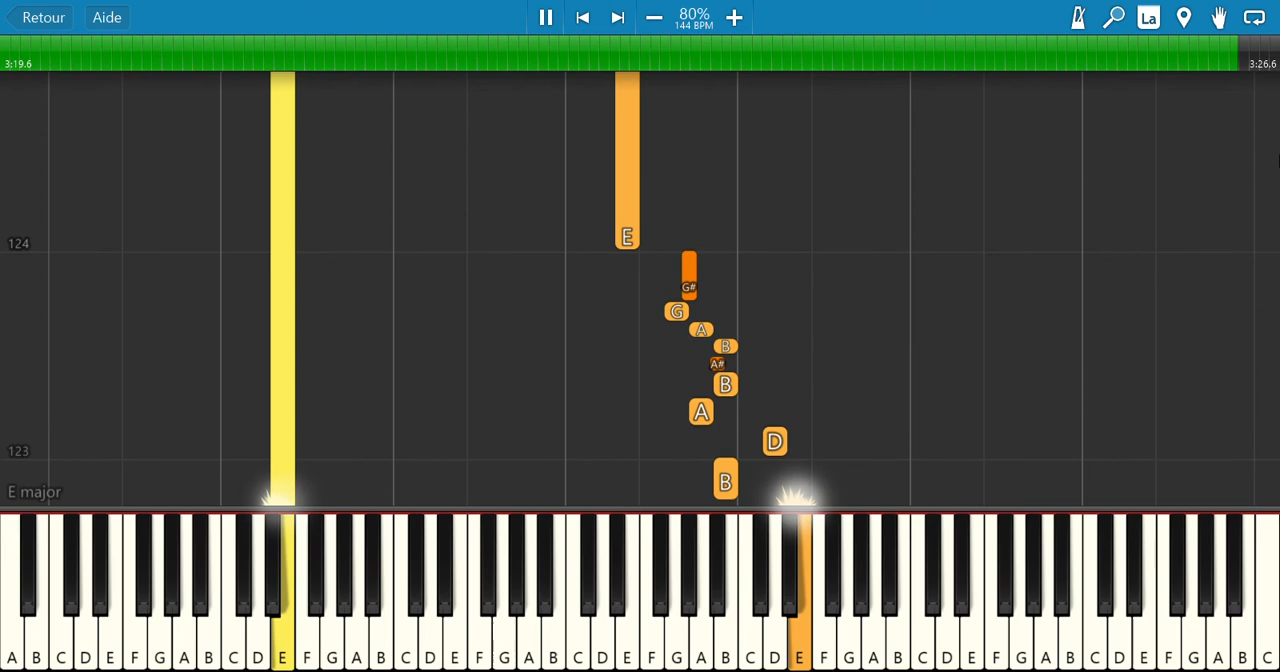 Retour Aide 80% La
144 BPM
3:19.6 3:26.6
E
124
G#
G
A
B
A#
B
A
D
123
B
E major
A B C D E F G A B C D E F G A B C D E F G A B C D E F G A B C D E F G A B C D E F G A B C D E F G A B C